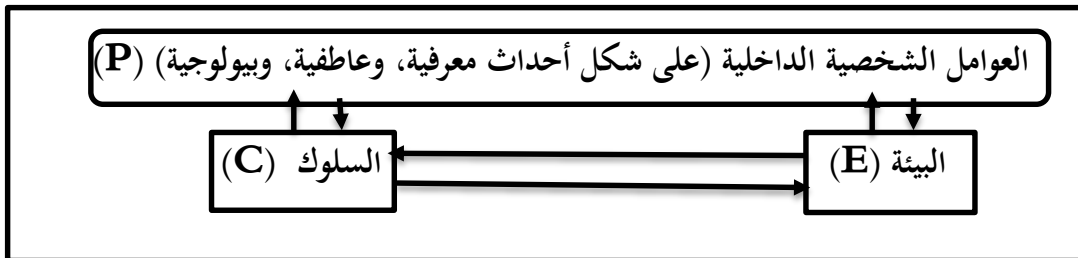 العوامل الشخصية الداخلية (على شكل أحداث معرفية، وعاطفية، وبيولوجية) (P)
البيئة (E)
السلوك (C)